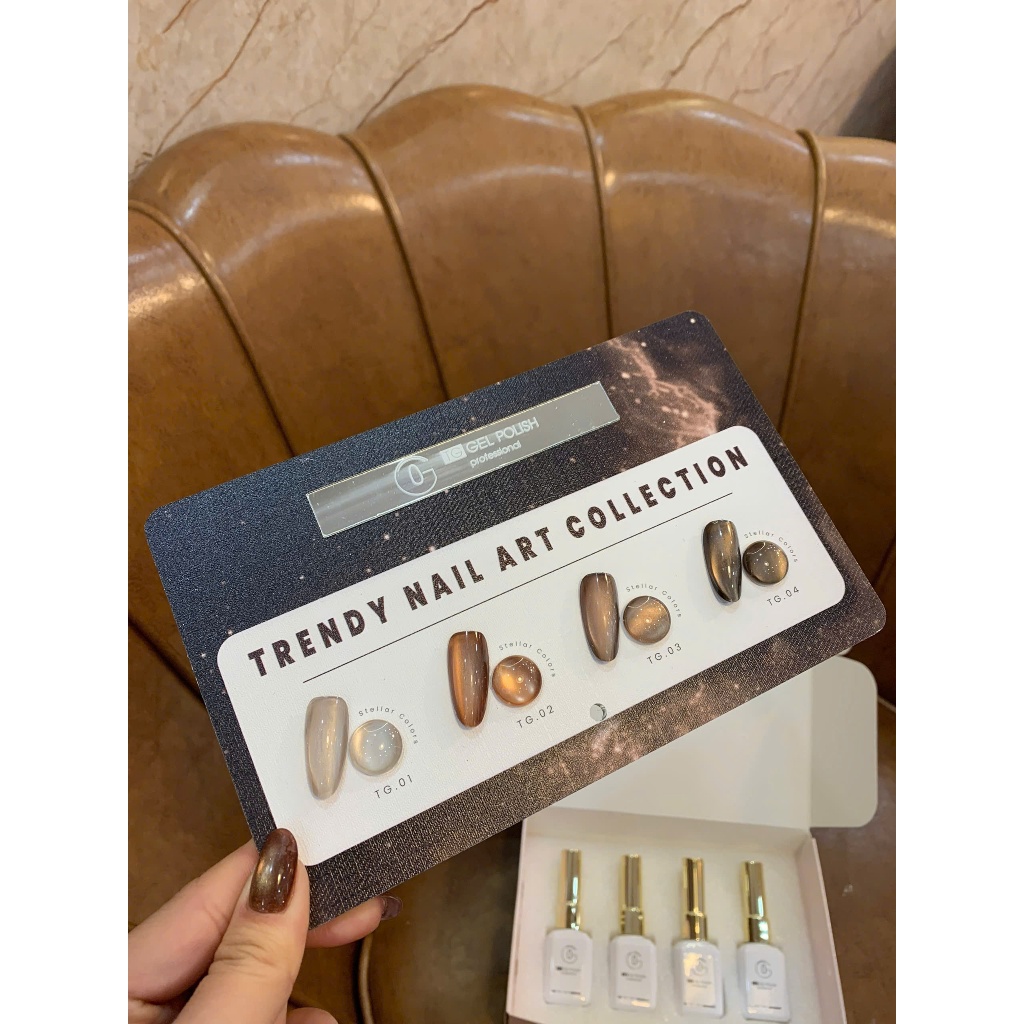 TG GEL POLISH
professional
TRENDY NAIL ART COLLECTION
Stellar Colors
TG.01
Stellar Colors
TG.02
Stellar Colors
TG.03
Stellar Colors
TG.04